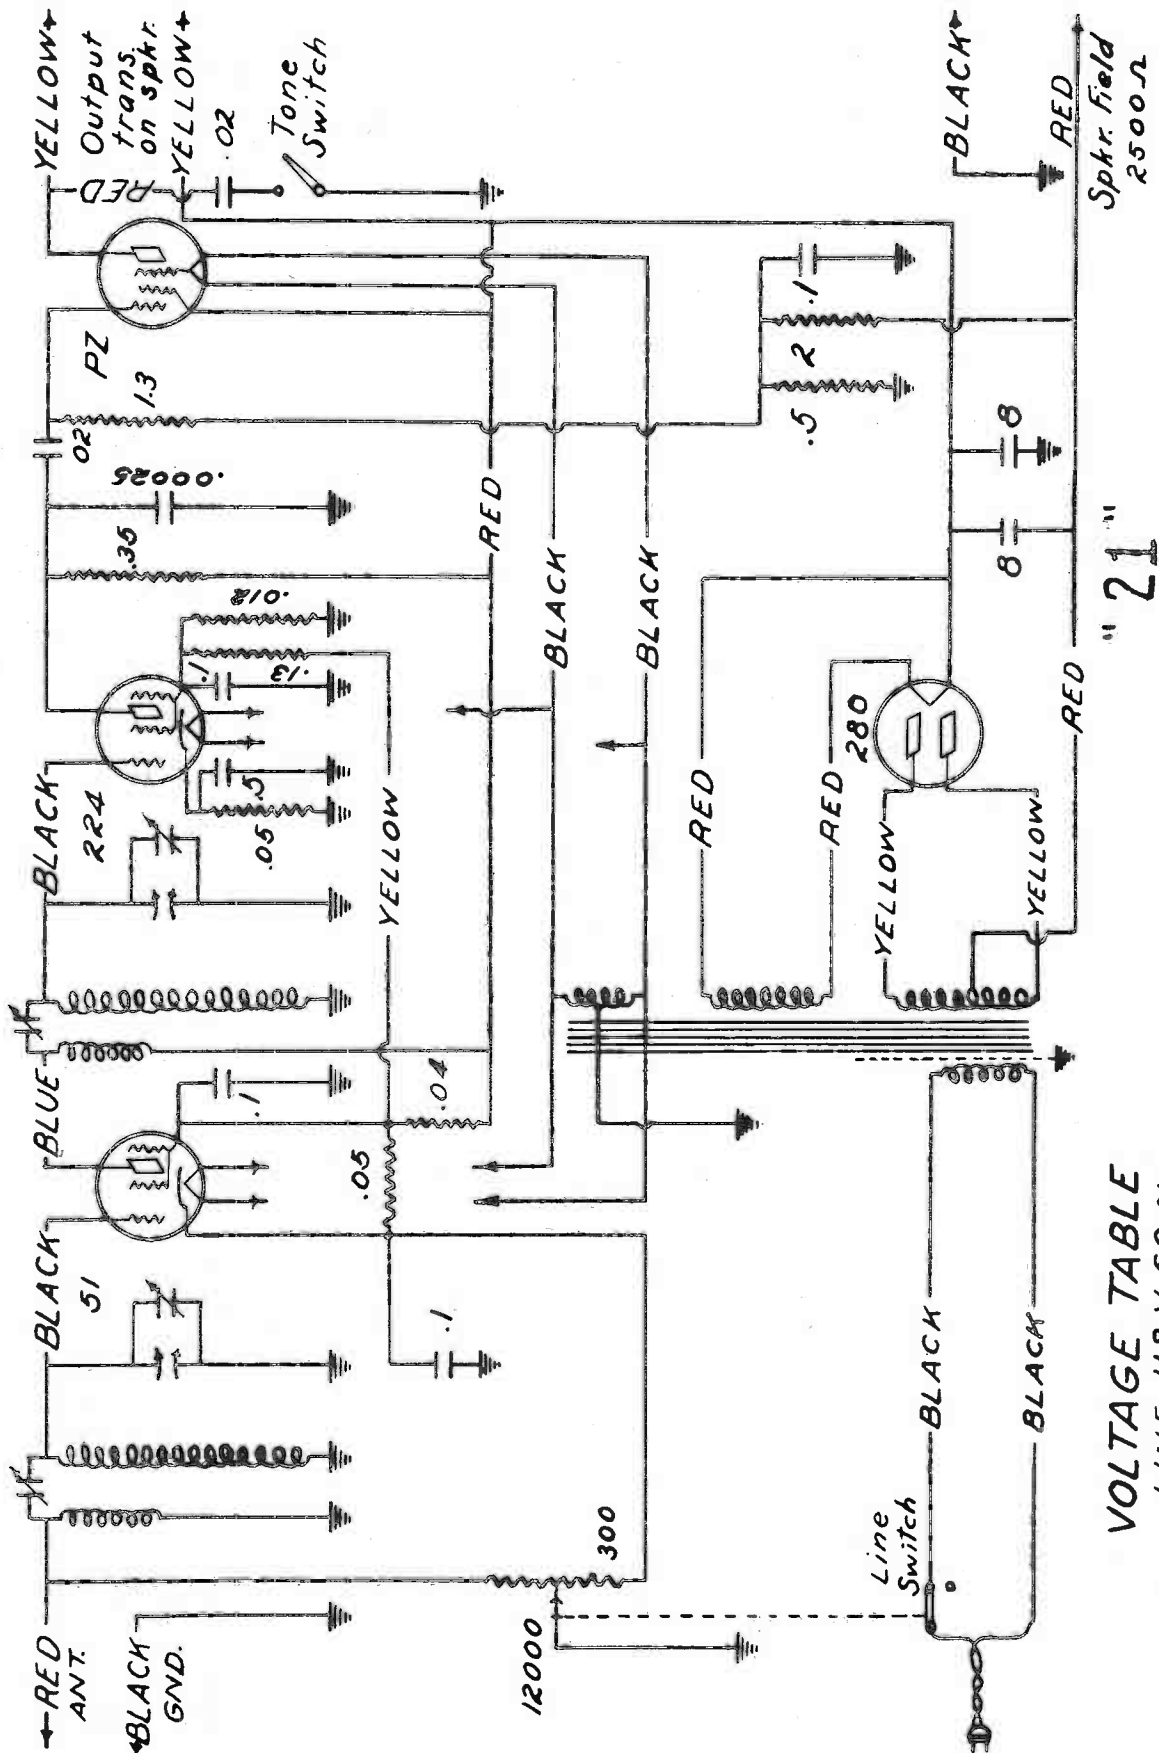 YELLOW
Output
trans.
on spkr.
RED
YELLOW
.02
Tone
Switch
PZ
1.3
.02
.00025
.35
.012
.13
.1
BLACK
224
.5
.05
YELLOW
RED
BLACK
BLACK
BLUE
.1
.04
.05
BLACK
51
.1
RED
ANT.
BLACK
GND.
12000
300
BLACK
RED
Spkr. Field
2500Ω
.1
2
.5
8
8
RED
RED
280
YELLOW
YELLOW
RED
BLACK
BLACK
Line
Switch
"21"
VOLTAGE TABLE